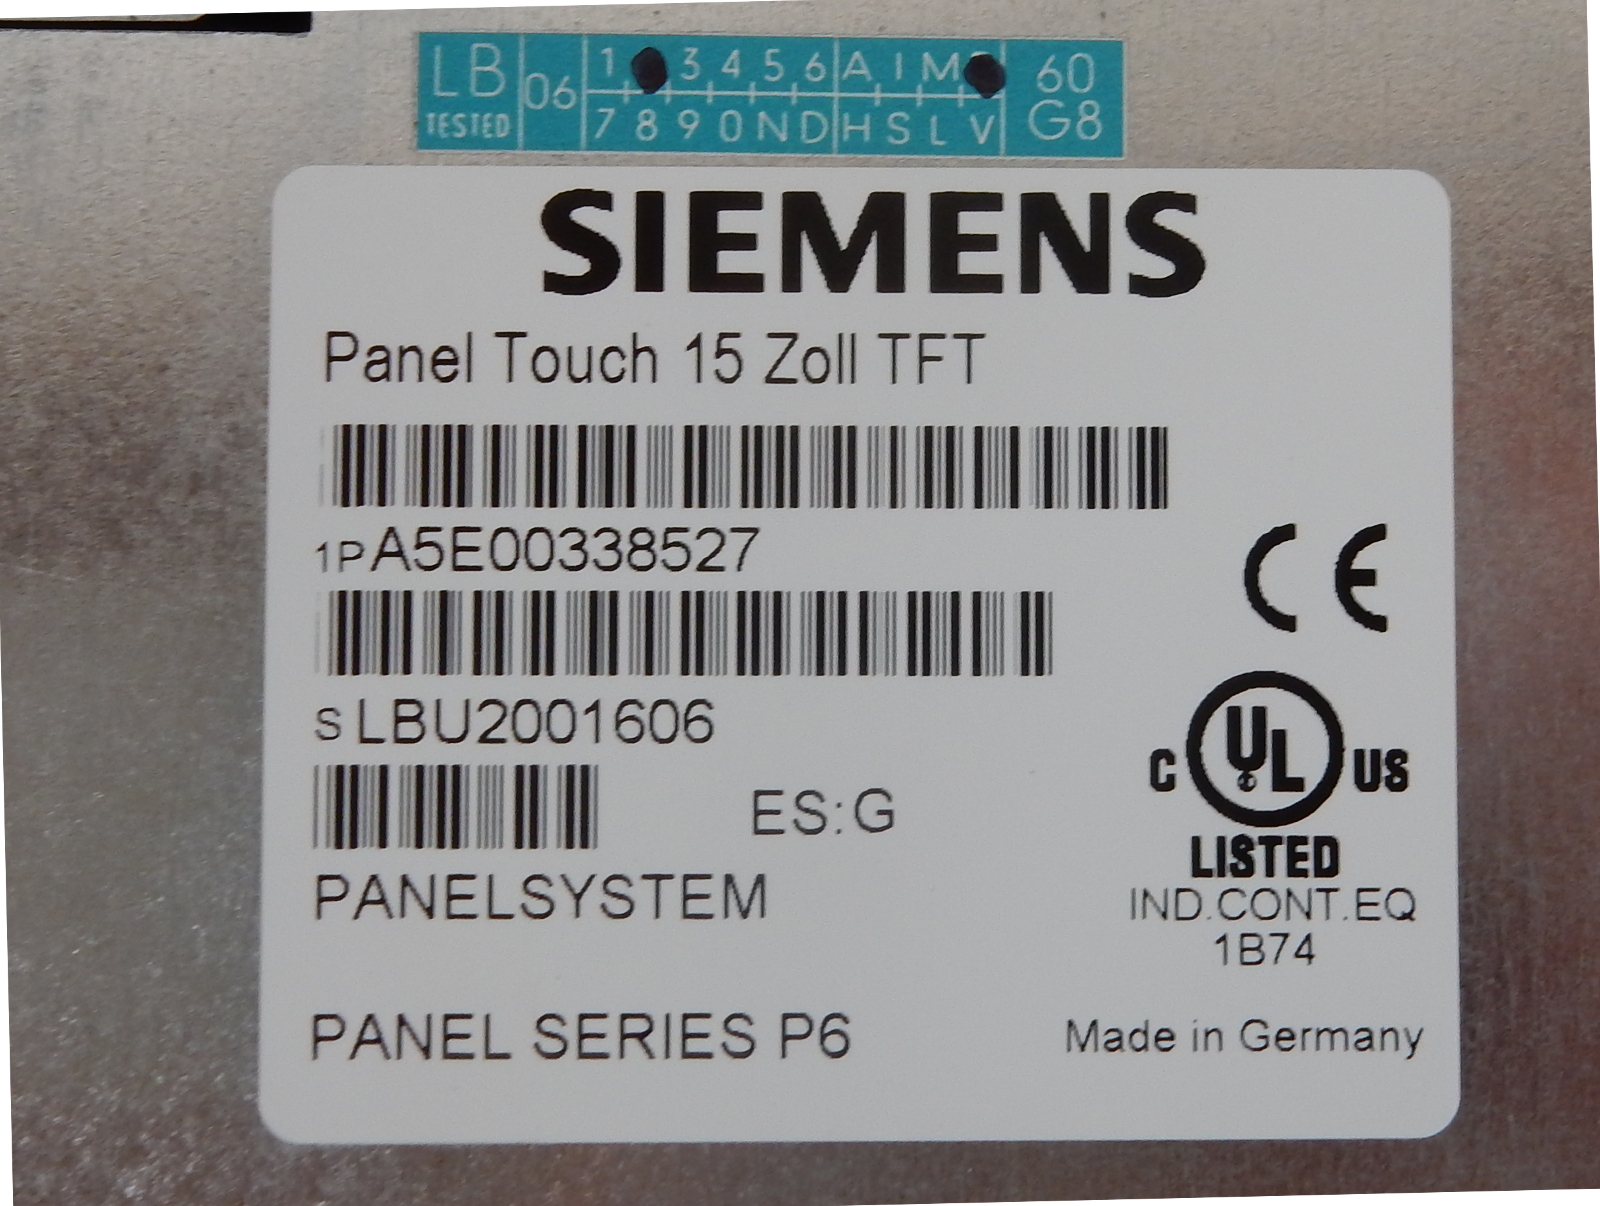 LB 06 1 3 4 5 6 A I M 60
TESTED 7 8 9 0 N D H S L V G8
SIEMENS
Panel Touch 15 Zoll TFT
1P A5E00338527
CE
S LBU2001606
C UL US
LISTED
ES:G
PANELSYSTEM
IND.CONT.EQ
1B74
PANEL SERIES P6
Made in Germany